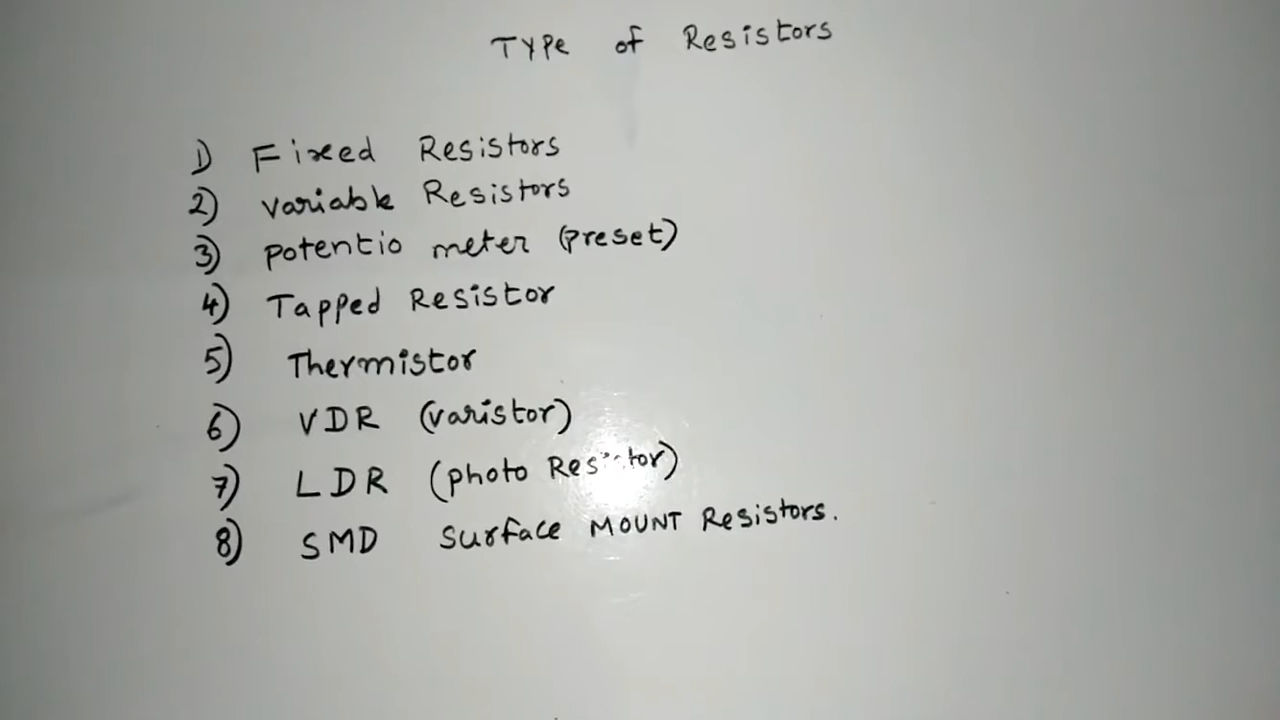 TYPe of Resistors
1) Fixed Resistors
2) variable Resistors
3) potentio meter (preset)
4) Tapped Resistor
5) Thermistor
6) VDR (varistor)
7) LDR (photo Resistor)
8) SMD Surface MOUNT Resistors.